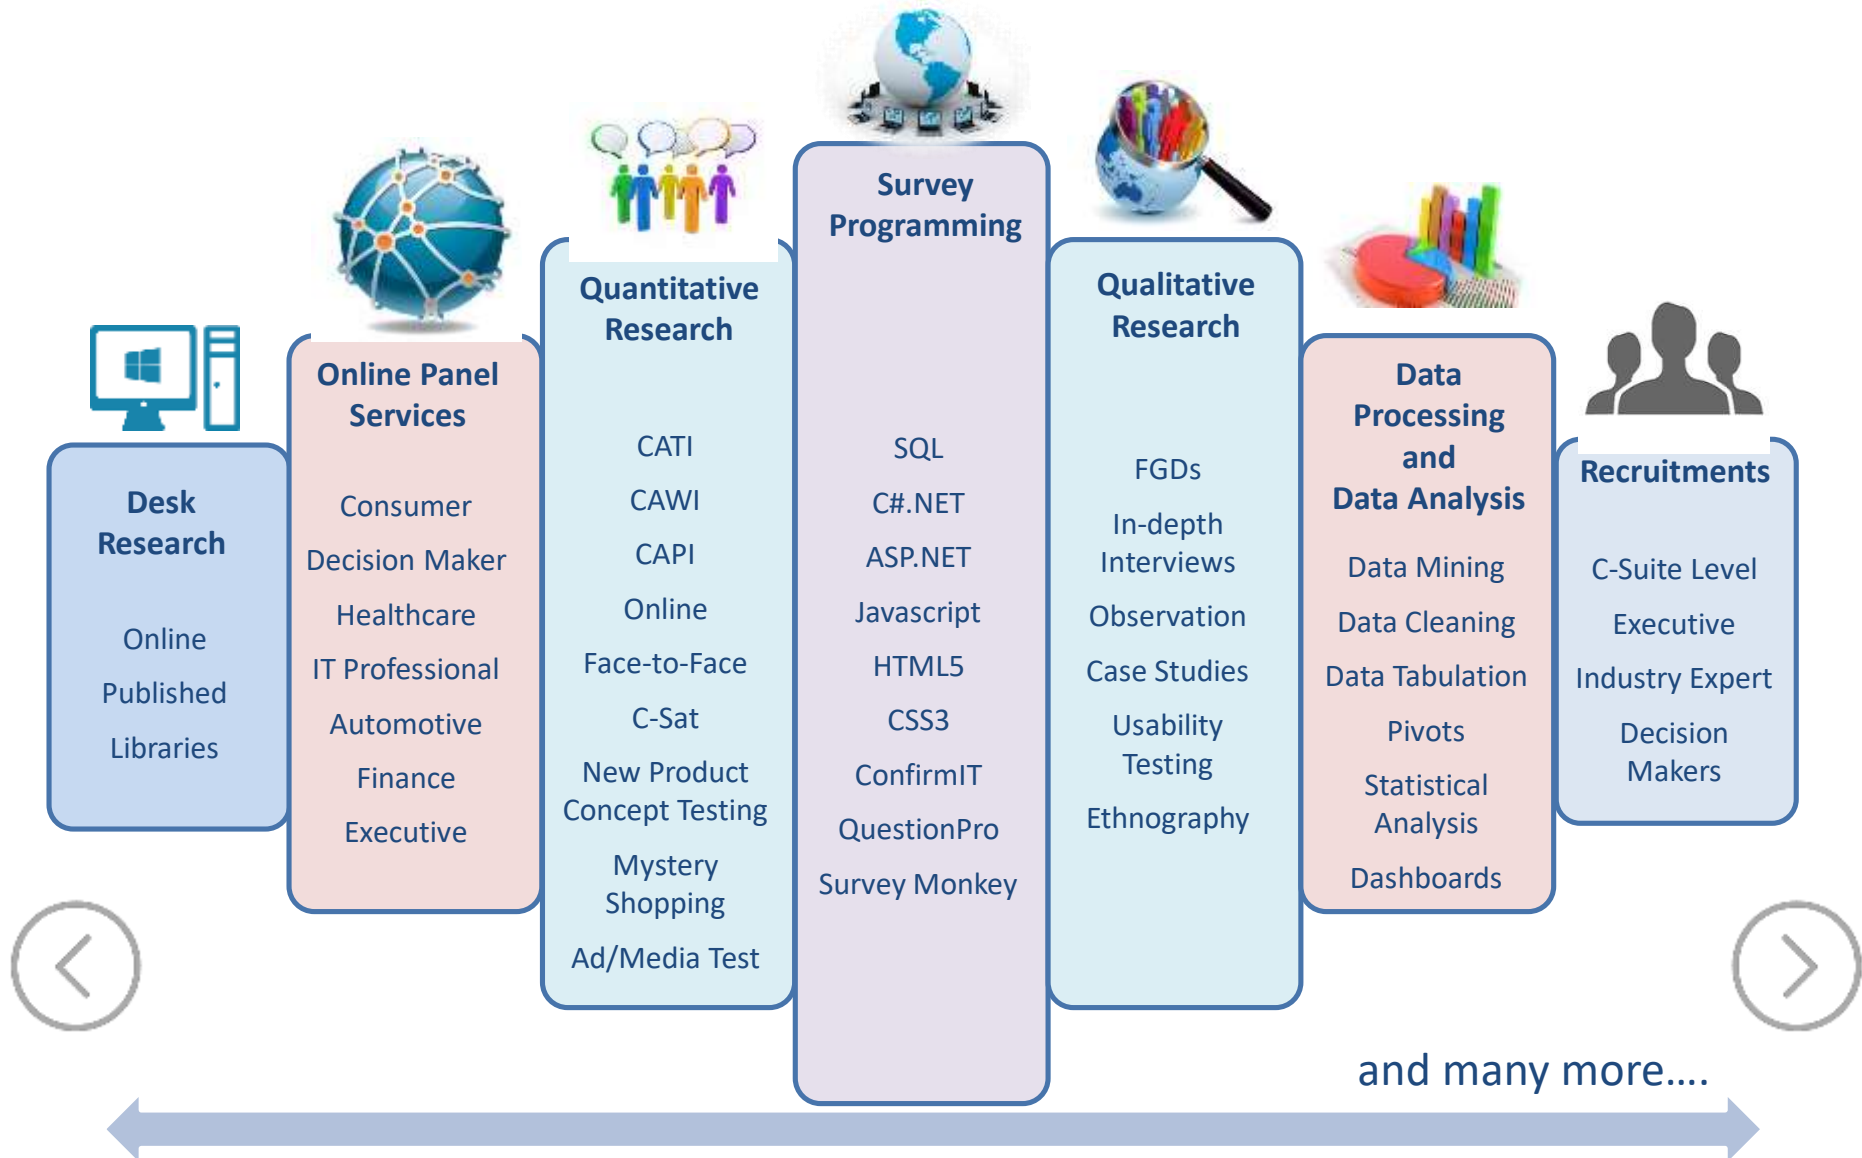 Desk
Research
Online
Published
Libraries
Online Panel
Services
Consumer
Decision Maker
Healthcare
IT Professional
Automotive
Finance
Executive
Quantitative
Research
CATI
CAWI
CAPI
Online
Face-to-Face
C-Sat
New Product
Concept Testing
Mystery
Shopping
Ad/Media Test
Survey
Programming
SQL
C#.NET
ASP.NET
Javascript
HTML5
CSS3
ConfirmIT
QuestionPro
Survey Monkey
Qualitative
Research
FGDs
In-depth
Interviews
Observation
Case Studies
Usability
Testing
Ethnography
Data
Processing
and
Data Analysis
Data Mining
Data Cleaning
Data Tabulation
Pivots
Statistical
Analysis
Dashboards
Recruitments
C-Suite Level
Executive
Industry Expert
Decision
Makers
and many more....